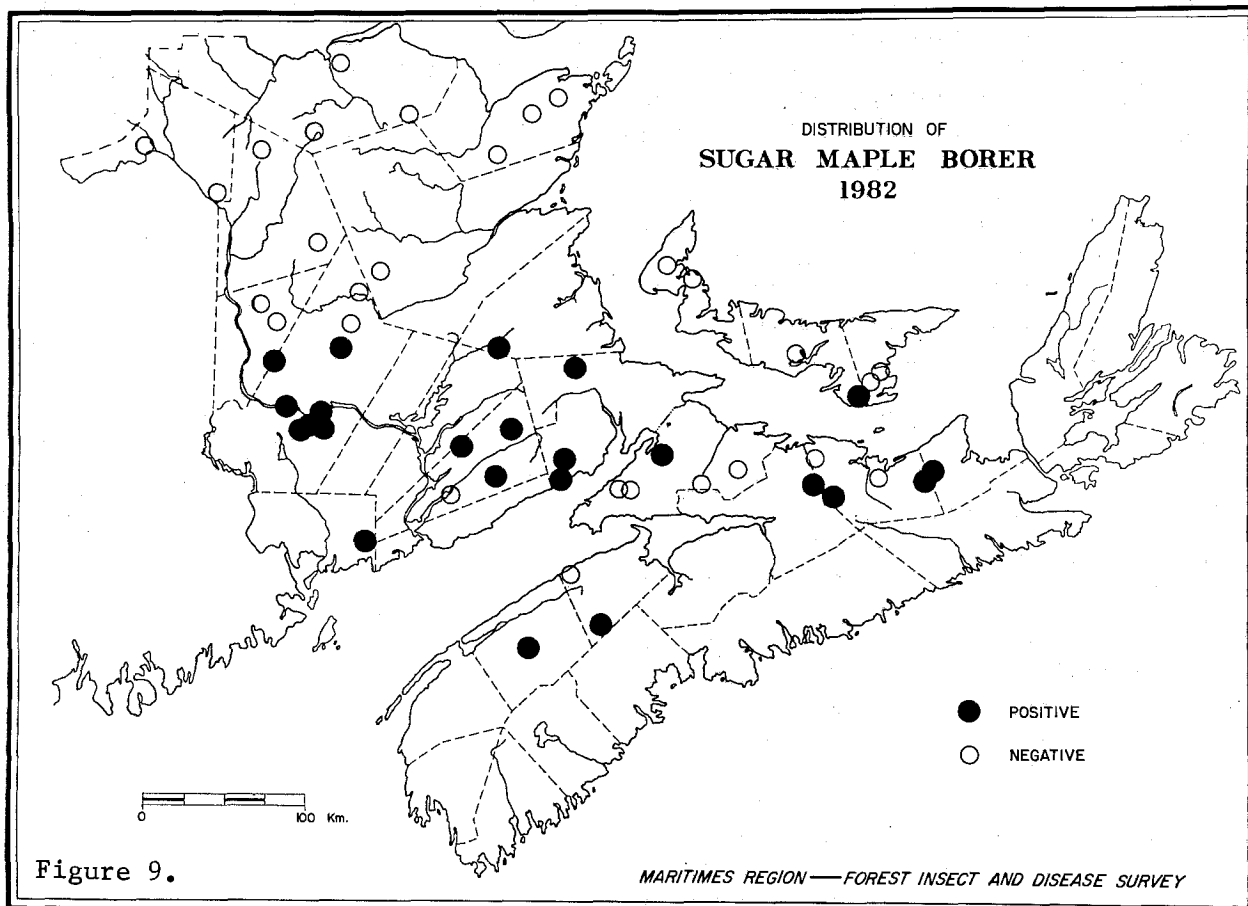 DISTRIBUTION OF
SUGAR MAPLE BORER
1982
POSITIVE
NEGATIVE
0 100 Km.
Figure 9.
MARITIMES REGION — FOREST INSECT AND DISEASE SURVEY